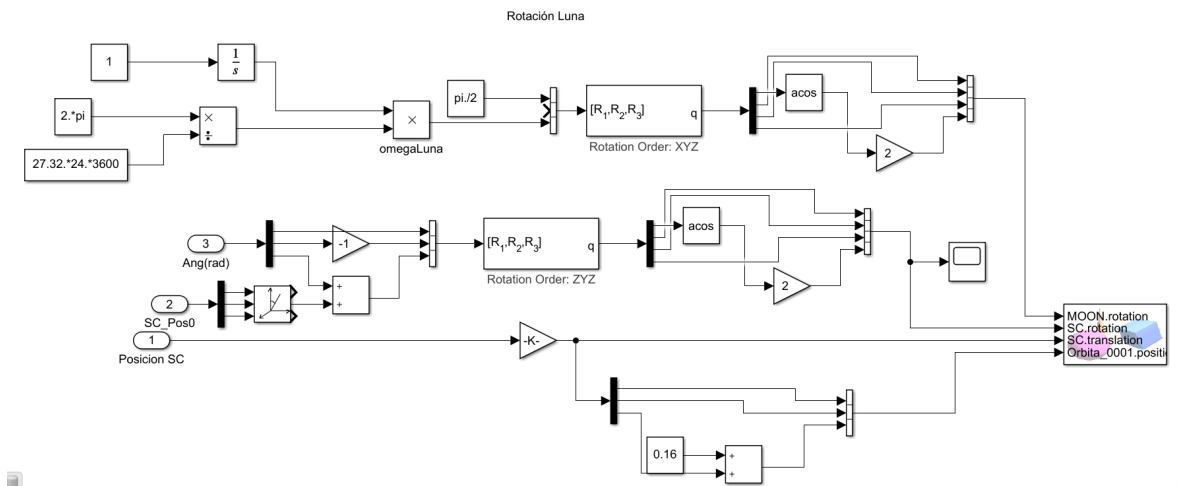 Rotación Luna
1
1
s
2.*pi
×
÷
27.32.*24.*3600
×
omegaLuna
pi./2
[R1,R2,R3]
q
Rotation Order: XYZ
acos
2
3
Ang(rad)
-1
+
+
2
SC_Pos0
1
Posicion SC
[R1,R2,R3]
q
Rotation Order: ZYZ
acos
2
-K-
MOON.rotation
SC.rotation
SC.translation
Orbita_0001.positi
0.16
+
+